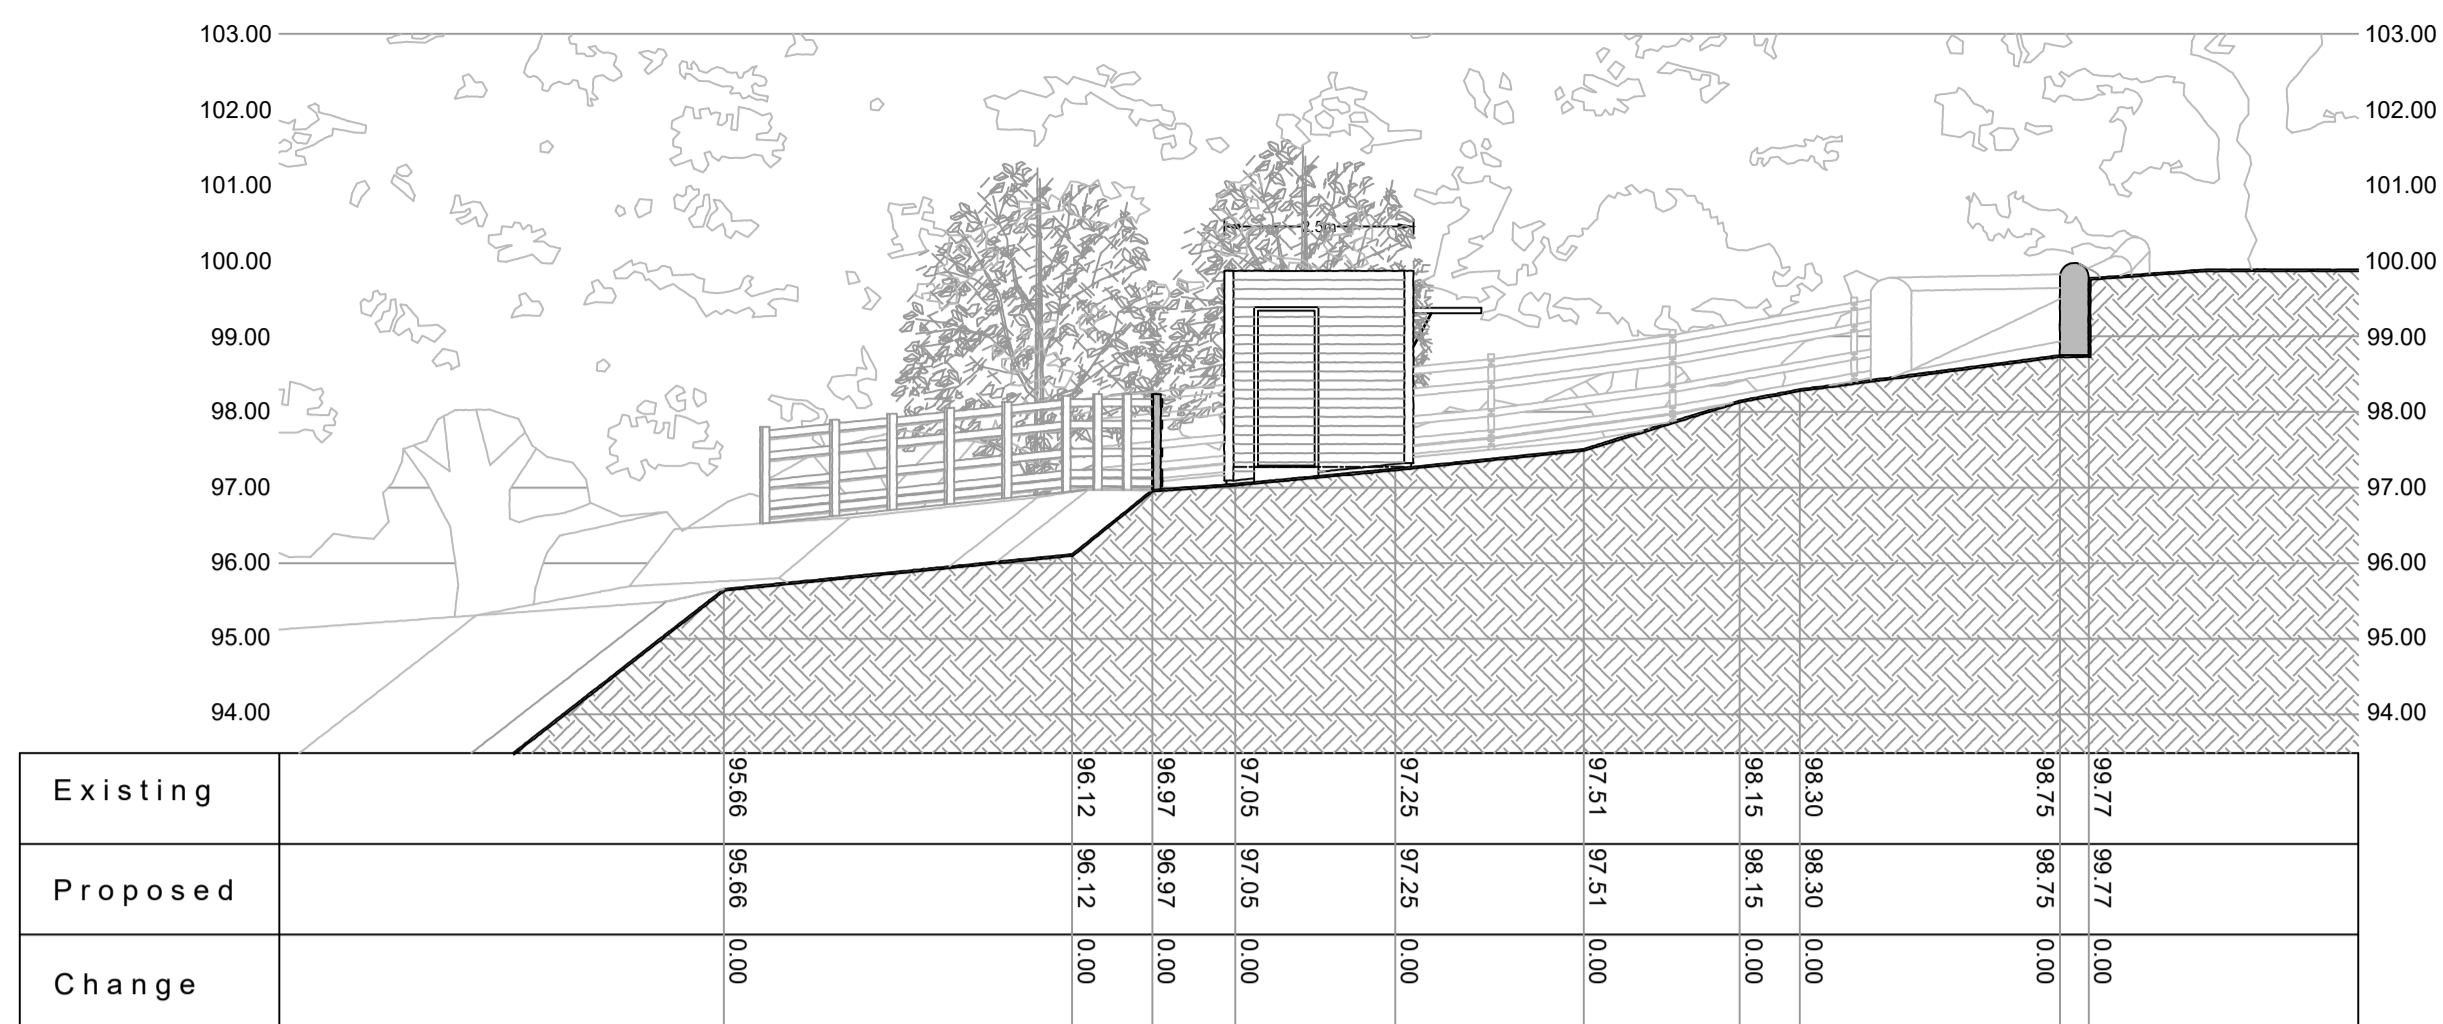 103.00 103.00
102.00 102.00
101.00 101.00
2.5m
100.00 100.00
99.00 99.00
98.00 98.00
97.00 97.00
96.00 96.00
95.00 95.00
94.00 94.00
Existing 95.66 96.12 96.97 97.05 97.25 97.51 98.15 98.30 98.75 99.77
Proposed 95.66 96.12 96.97 97.05 97.25 97.51 98.15 98.30 98.75 99.77
Change 0.00 0.00 0.00 0.00 0.00 0.00 0.00 0.00 0.00 0.00